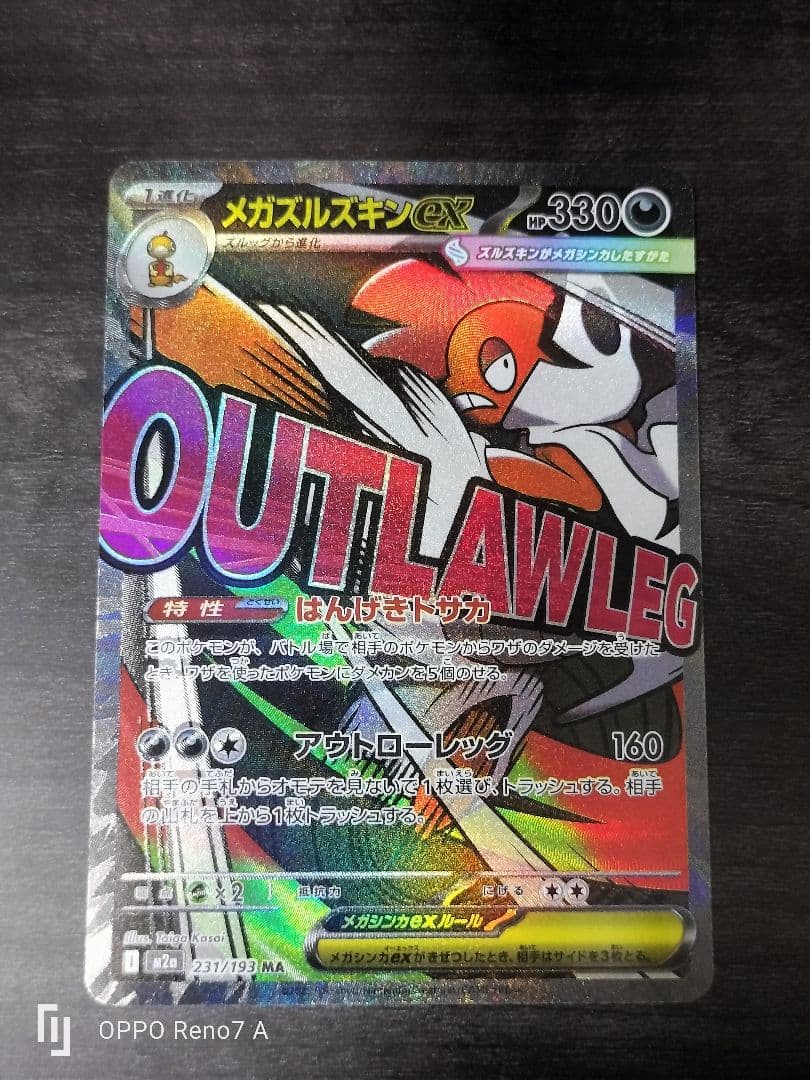 1進化
メガズルズキンex
HP330
ズルッグから進化
ズルズキンがメガシンカしたすがた
OUTLAW LEG
特性 とくせい はんげきトサカ
このポケモンが、バトル場で相手のポケモンからワザのダメージを受けた
とき、ワザを使ったポケモンにダメカンを5個のせる。
アウトローレッグ 160
相手の手札からオモテを見ないで1枚選び、トラッシュする。相手
の山札を上から1枚トラッシュする。
×2 抵抗力 にげる
メガシンカexルール
メガシンカexがきぜつしたとき、相手はサイドを3枚とる。
Illus. Taiga Kasai
M2a 231/193 MA
OPPO Reno7 A